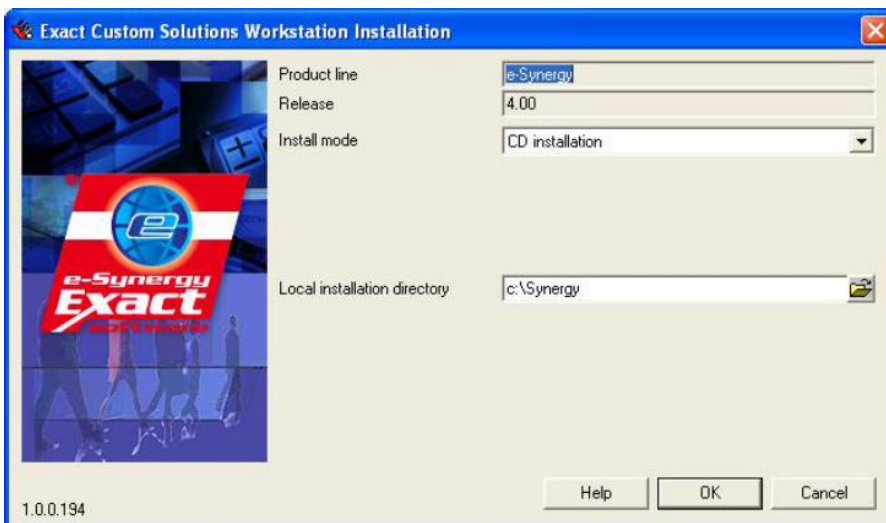 Exact Custom Solutions Workstation Installation
Product line e-Synergy
Release 4.00
Install mode CD installation
e
e-Synergy
Exact
software
Local installation directory c:\Synergy
Help OK Cancel
1.0.0.194